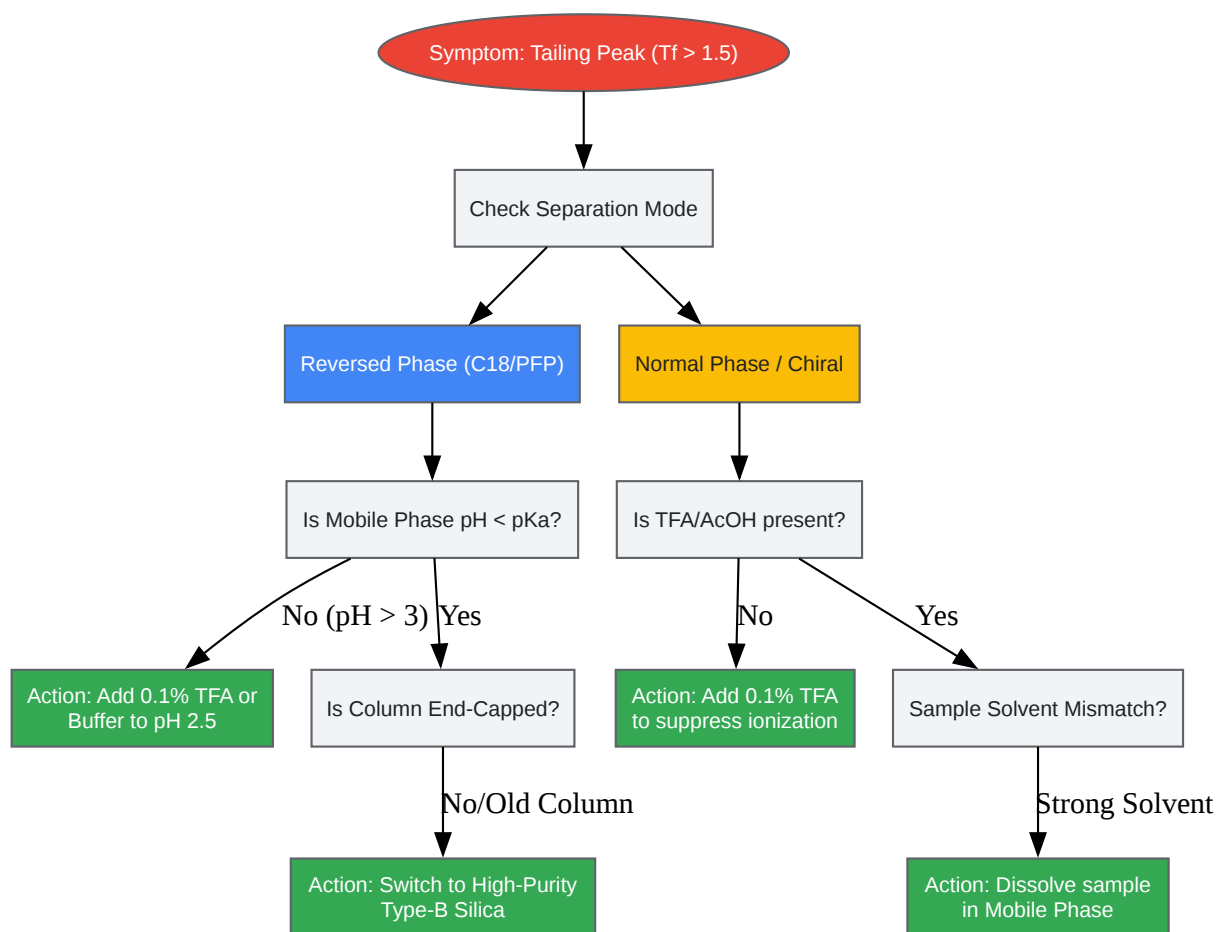 Symptom: Tailing Peak (Tf > 1.5)
Check Separation Mode
Reversed Phase (C18/PFP)
Normal Phase / Chiral
Is Mobile Phase pH < pKa?
Is TFA/AcOH present?
No (pH > 3)
Yes
No
Yes
Action: Add 0.1% TFA or
Buffer to pH 2.5
Is Column End-Capped?
Action: Add 0.1% TFA
to suppress ionization
Sample Solvent Mismatch?
No/Old Column
Strong Solvent
Action: Switch to High-Purity
Type-B Silica
Action: Dissolve sample
in Mobile Phase